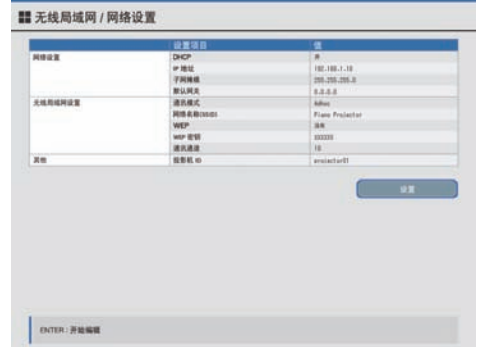 无线局域网 / 网络设置
设置项目 值
网络设置 DHCP 开
IP 地址 192.168.1.10
子网掩码 255.255.255.0
默认网关 0.0.0.0
无线局域网设置 通讯模式 Adhoc
网络名称(SSID) Piano Projector
WEP
WEP 密钥
通讯通道 10
其他 投影机 ID projector01
设置
ENTER : 开始编辑